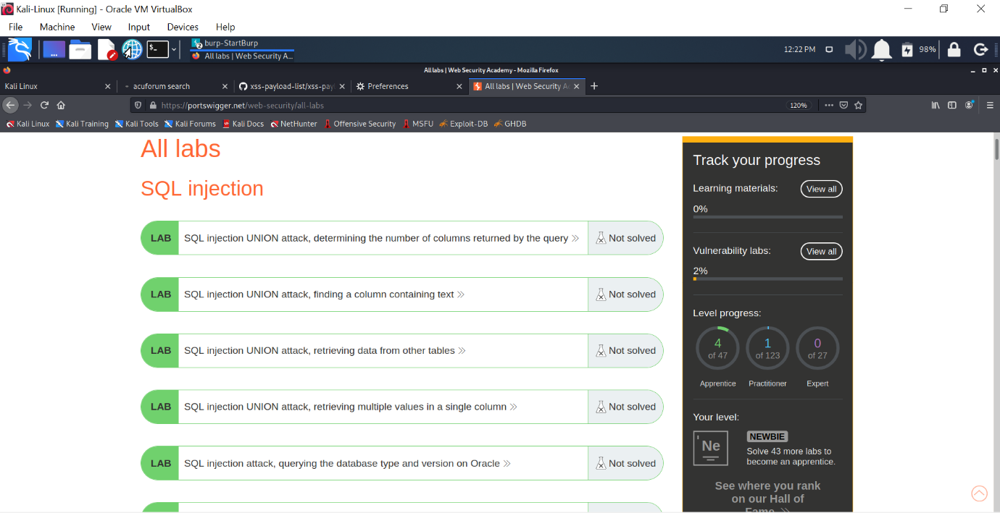 Kali-Linux [Running] - Oracle VM VirtualBox
File Machine View Input Devices Help
burp-StartBurp
All labs | Web Security A...
12:22 PM 98%
All labs | Web Security Academy - Mozilla Firefox
Kali Linux acuforum search xss-payload-list/xss-pay Preferences All labs | Web Security Ac
https://portswigger.net/web-security/all-labs 120%
Kali Linux Kali Training Kali Tools Kali Forums Kali Docs NetHunter Offensive Security MSFU Exploit-DB GHDB
All labs
SQL injection
LAB SQL injection UNION attack, determining the number of columns returned by the query Not solved
LAB SQL injection UNION attack, finding a column containing text Not solved
LAB SQL injection UNION attack, retrieving data from other tables Not solved
LAB SQL injection UNION attack, retrieving multiple values in a single column Not solved
LAB SQL injection attack, querying the database type and version on Oracle Not solved
Track your progress
Learning materials: View all
0%
Vulnerability labs: View all
2%
Level progress:
4 1 0
of 47 of 123 of 27
Apprentice Practitioner Expert
Your level:
Ne NEWBIE
Solve 43 more labs to
become an apprentice.
See where you rank
on our Hall of
Fame